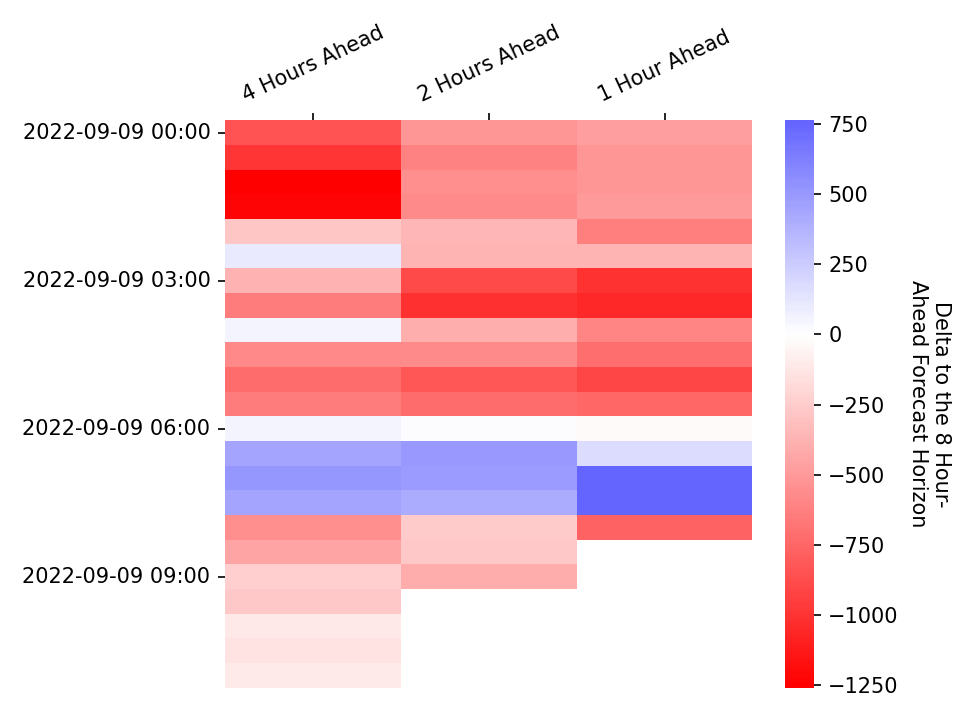 4 Hours Ahead
2 Hours Ahead
1 Hour Ahead
2022-09-09 00:00
2022-09-09 03:00
2022-09-09 06:00
2022-09-09 09:00
750
500
250
0
−250
−500
−750
−1000
−1250
Delta to the 8 Hour-
Ahead Forecast Horizon